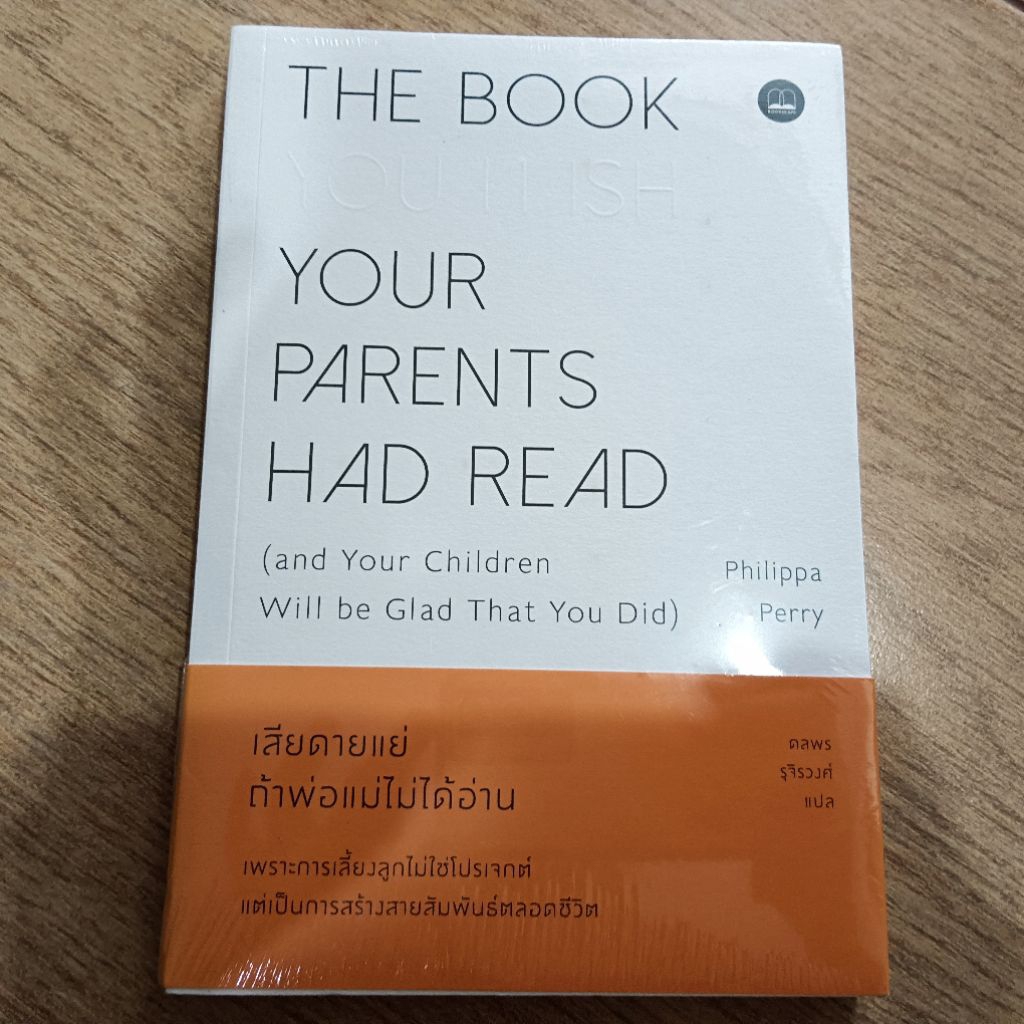 THE BOOK
YOU WISH
YOUR
PARENTS
HAD READ
(and Your Children
Will be Glad That You Did)
Philippa
Perry
BOOKSCAPE
เสียดายแย่
ถ้าพ่อแม่ไม่ได้อ่าน
เพราะการเลี้ยงลูกไม่ใช่โปรเจกต์
แต่เป็นการสร้างสายสัมพันธ์ตลอดชีวิต
ดลพร
รุจิรวงศ์
แปล